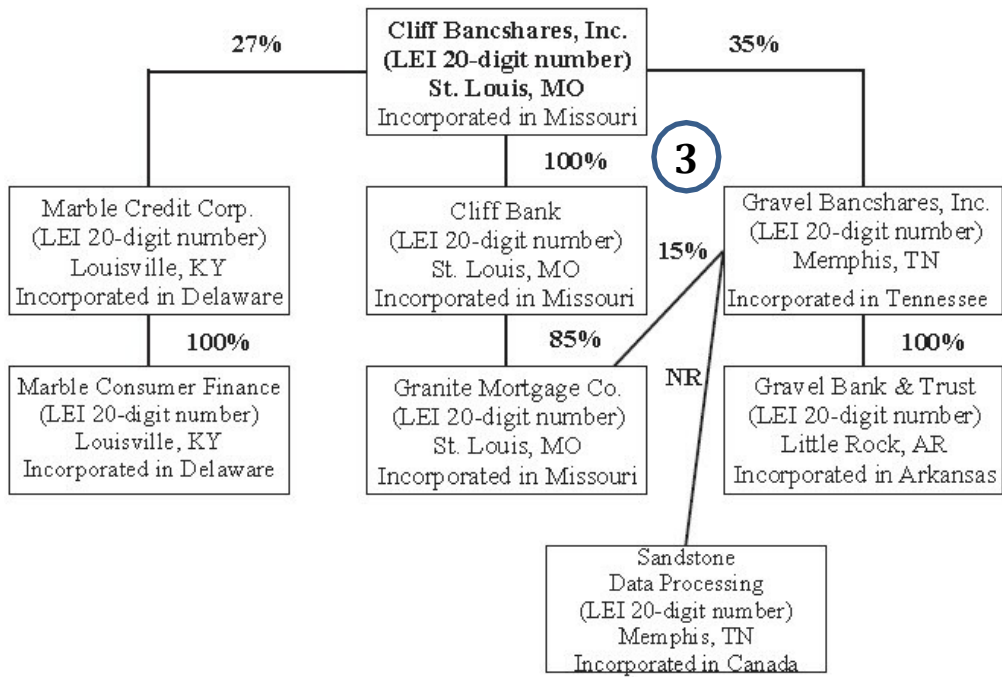 27%
Cliff Bancshares, Inc.
(LEI 20-digit number)
St. Louis, MO
Incorporated in Missouri
35%
100%
3
Marble Credit Corp.
(LEI 20-digit number)
Louisville, KY
Incorporated in Delaware
Cliff Bank
(LEI 20-digit number)
St. Louis, MO
Incorporated in Missouri
15%
Gravel Bancshares, Inc.
(LEI 20-digit number)
Memphis, TN
Incorporated in Tennessee
100%
85%
NR
100%
Marble Consumer Finance
(LEI 20-digit number)
Louisville, KY
Incorporated in Delaware
Granite Mortgage Co.
(LEI 20-digit number)
St. Louis, MO
Incorporated in Missouri
Gravel Bank & Trust
(LEI 20-digit number)
Little Rock, AR
Incorporated in Arkansas
Sandstone
Data Processing
(LEI 20-digit number)
Memphis, TN
Incorporated in Canada